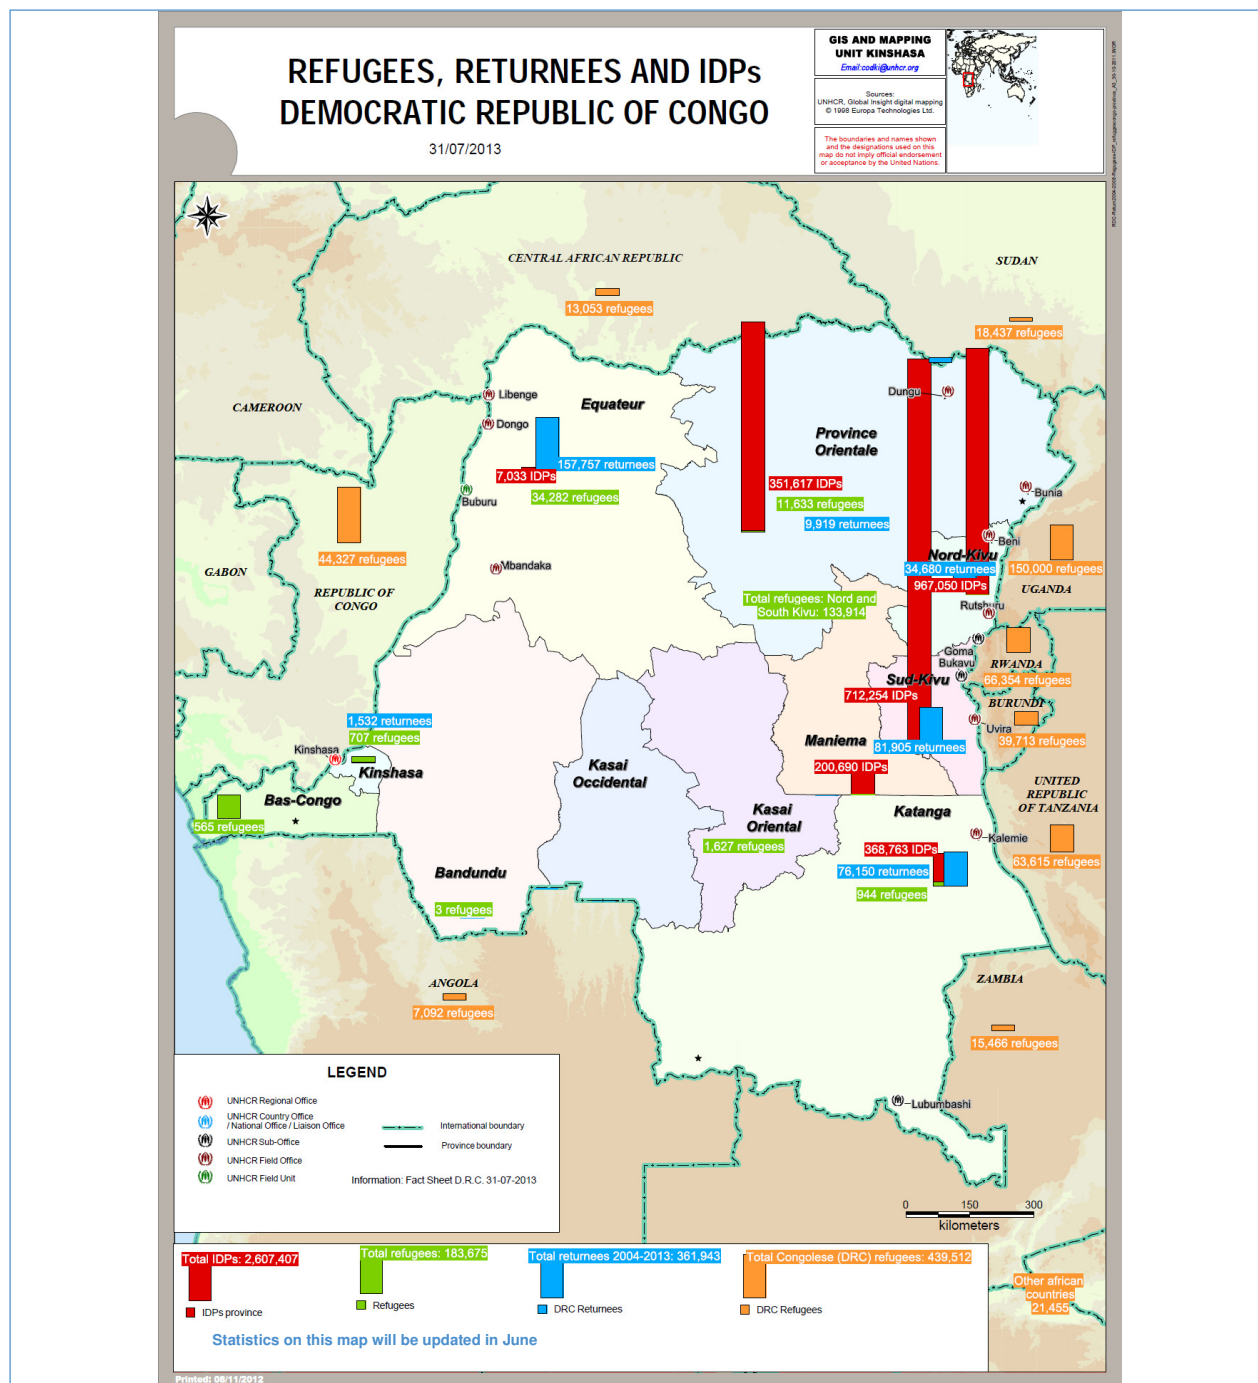 REFUGEES, RETURNEES AND IDPs
DEMOCRATIC REPUBLIC OF CONGO
31/07/2013
GIS AND MAPPING
UNIT KINSHASA
Email:codki@unhcr.org
Sources:
UNHCR, Global Insight digital mapping
© 1998 Europa Technologies Ltd.
The boundaries and names shown
and the designations used on this
map do not imply official endorsement
or acceptance by the United Nations.
CENTRAL AFRICAN REPUBLIC
13,053 refugees
SUDAN
18,437 refugees
CAMEROON
Libenge
Dongo
Equateur
157,757 returnees
7,033 IDPs
34,282 refugees
Buburu
Mbandaka
Dungu
Province
Orientale
351,617 IDPs
11,633 refugees
9,919 returnees
Bunia
Beni
Nord-Kivu
34,680 returnees
967,050 IDPs
150,000 refugees
UGANDA
44,327 refugees
GABON
REPUBLIC OF
CONGO
Total refugees: Nord and
South Kivu: 133,914
Rutshuru
Goma
Bukavu
RWANDA
66,354 refugees
Sud-Kivu
712,254 IDPs
BURUNDI
Uvira
39,713 refugees
81,905 returnees
Maniema
200,690 IDPs
1,532 returnees
707 refugees
Kinshasa
Kinshasa
Bas-Congo
565 refugees
Kasai
Occidental
Kasai
Oriental
1,627 refugees
UNITED
REPUBLIC
OF TANZANIA
63,615 refugees
Katanga
Kalemie
368,763 IDPs
76,150 returnees
944 refugees
Bandundu
3 refugees
ANGOLA
7,092 refugees
ZAMBIA
15,466 refugees
Lubumbashi
LEGEND
UNHCR Regional Office
UNHCR Country Office
/ National Office / Liaison Office
UNHCR Sub-Office
UNHCR Field Office
UNHCR Field Unit
International boundary
Province boundary
Information: Fact Sheet D.R.C. 31-07-2013
0 150 300
kilometers
Total IDPs: 2,607,407
IDPs province
Total refugees: 183,675
Refugees
Total returnees 2004-2013: 361,943
DRC Returnees
Total Congolese (DRC) refugees: 439,512
DRC Refugees
Other african
countries
21,455
Statistics on this map will be updated in June
Printed: 08/11/2012